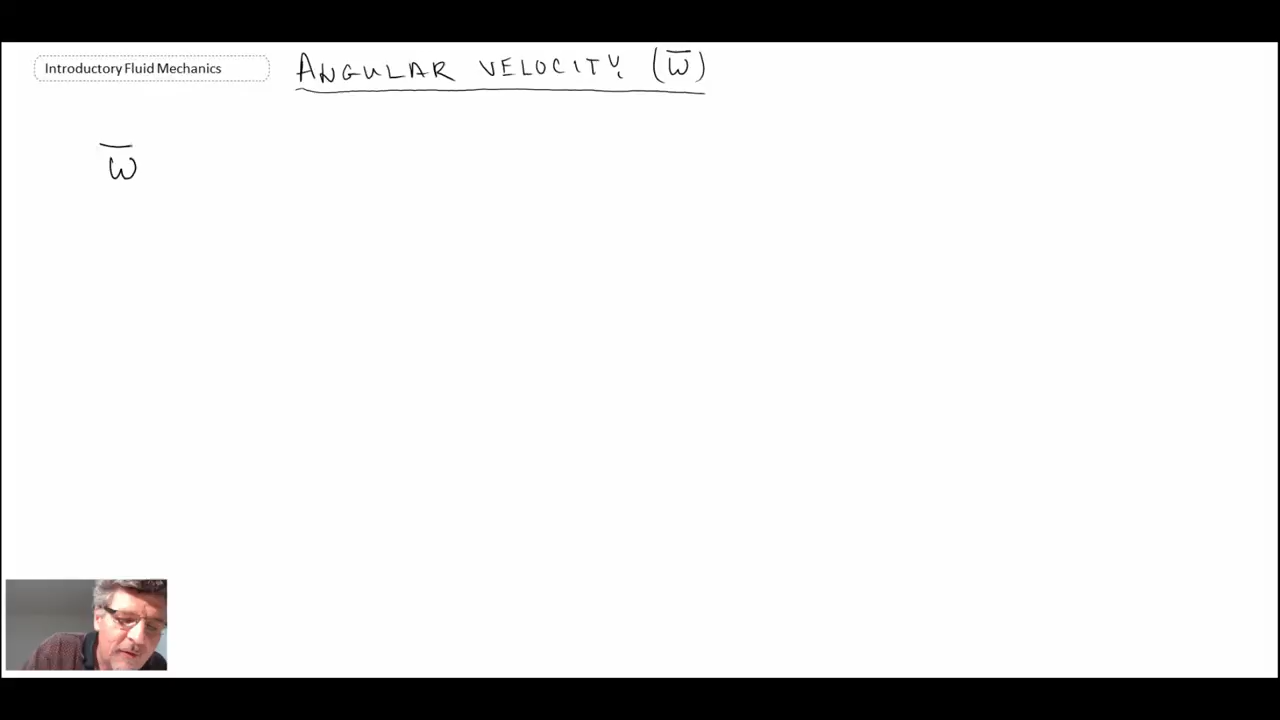 Introductory Fluid Mechanics
ANGULAR VELOCITY (ω̅)
ω̅